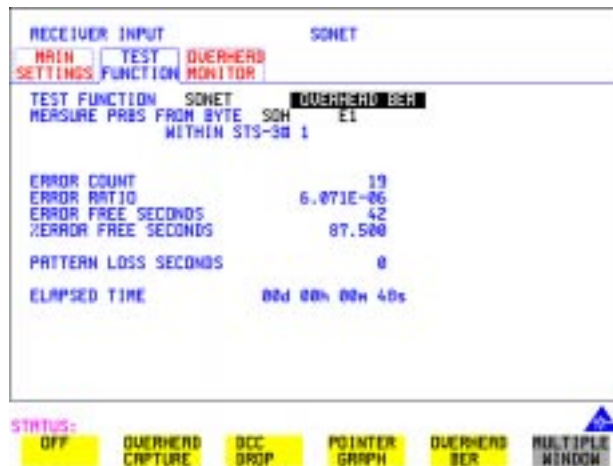 RECEIVER INPUT SONET
MAIN SETTINGS
TEST FUNCTION
OVERHEAD MONITOR
TEST FUNCTION SONET OVERHEAD BER
MEASURE PRBS FROM BYTE SOH E1
WITHIN STS-3# 1
ERROR COUNT 19
ERROR RATIO 6.071E-06
ERROR FREE SECONDS 42
%ERROR FREE SECONDS 87.500
PATTERN LOSS SECONDS 0
ELAPSED TIME 00d 00h 00m 48s
STATUS:
OFF
OVERHEAD CAPTURE
DCC DROP
POINTER GRAPH
OVERHEAD BER
MULTIPLE WINDOW